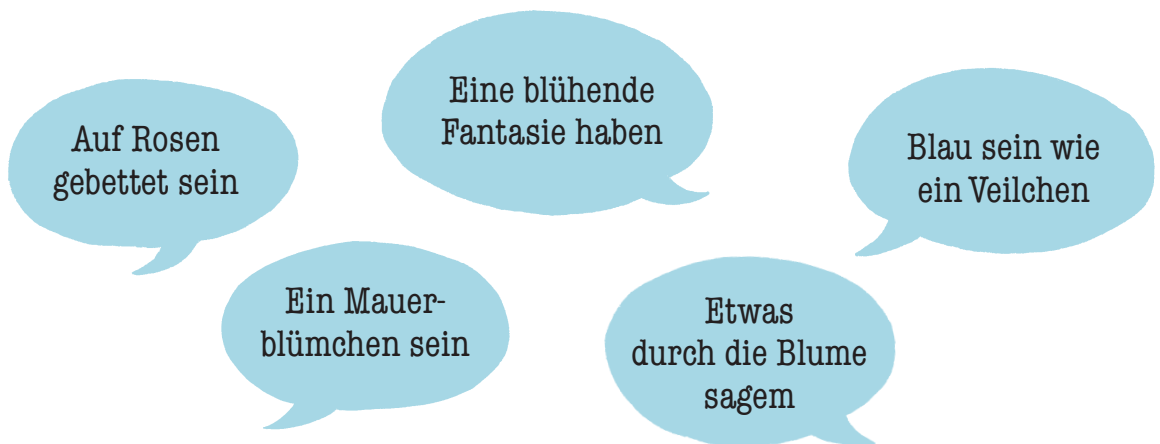 Auf Rosen
gebettet sein
Eine blühende
Fantasie haben
Blau sein wie
ein Veilchen
Ein Mauer-
blümchen sein
Etwas
durch die Blume
sagem